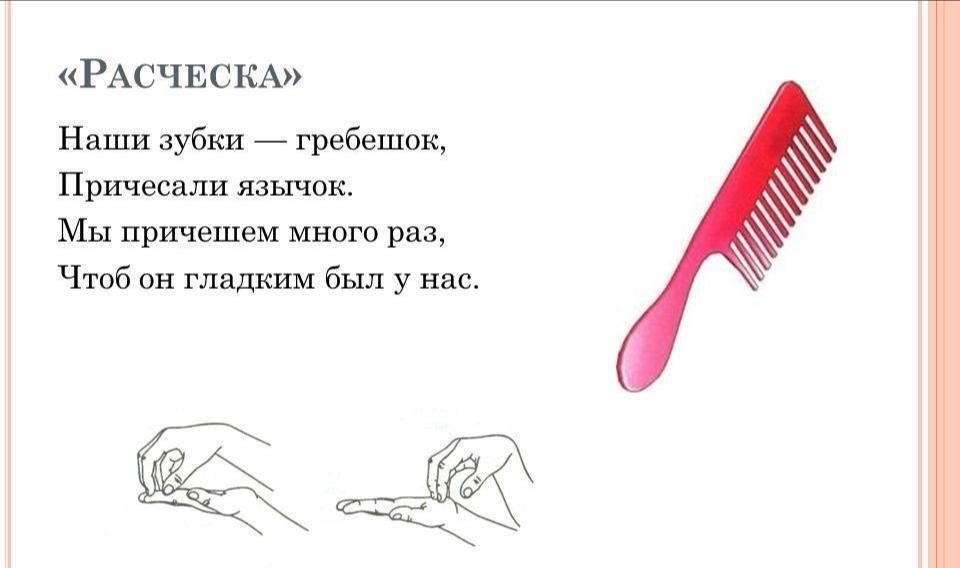 «Расческа»
Наши зубки — гребешок,
Причесали язычок.
Мы причешем много раз,
Чтоб он гладким был у нас.